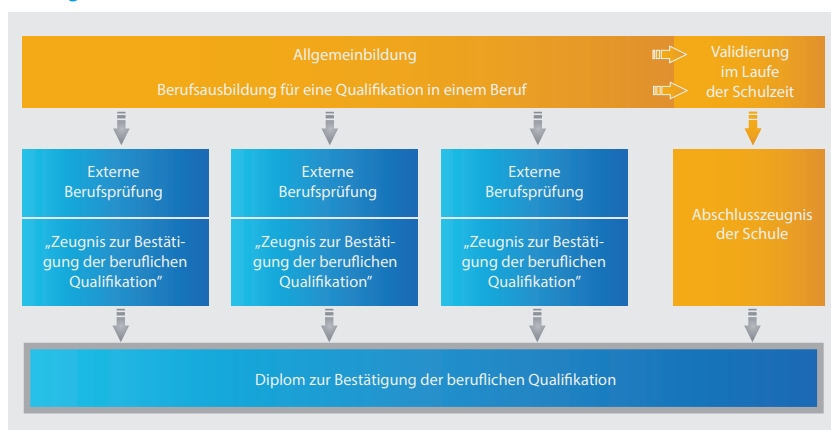 Allgemeinbildung
Berufsausbildung für eine Qualifikation in einem Beruf
Validierung
im Laufe
der Schulzeit
Externe
Berufsprüfung
„Zeugnis zur Bestäti-
gung der beruflichen
Qualifikation”
Externe
Berufsprüfung
„Zeugnis zur Bestäti-
gung der beruflichen
Qualifikation”
Externe
Berufsprüfung
„Zeugnis zur Bestäti-
gung der beruflichen
Qualifikation”
Abschlusszeugnis
der Schule
Diplom zur Bestätigung der beruflichen Qualifikation